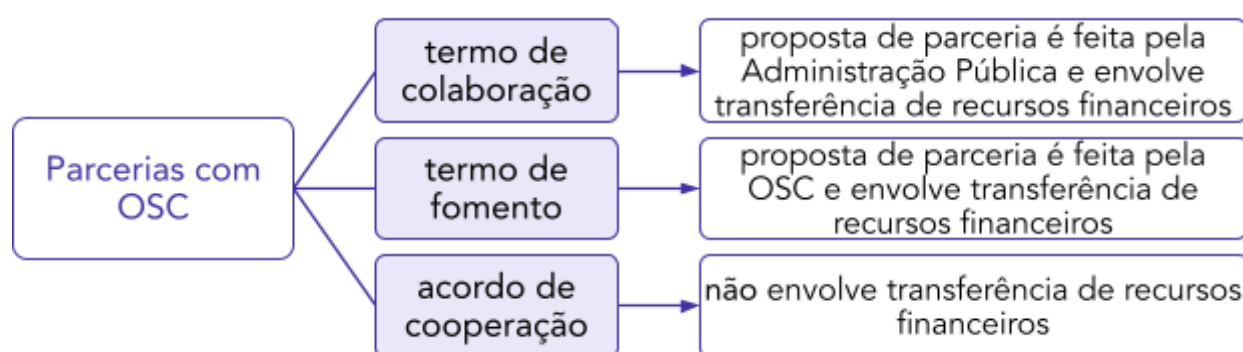 Parcerias com
OSC
termo de
colaboração
proposta de parceria é feita pela
Administração Pública e envolve
transferência de recursos financeiros
termo de
fomento
proposta de parceria é feita pela
OSC e envolve transferência de
recursos financeiros
acordo de
cooperação
não envolve transferência de recursos
financeiros